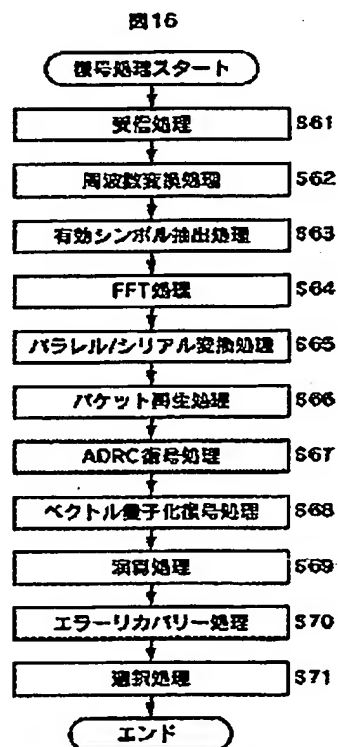 図16
復号処理スタート
受信処理 S61
周波数変換処理 S62
有効シンボル抽出処理 S63
FFT処理 S64
パラレル/シリアル変換処理 S65
パケット再生処理 S66
ADRC復号処理 S67
ベクトル量子化復号処理 S68
演算処理 S69
エラーリカバリー処理 S70
選択処理 S71
エンド